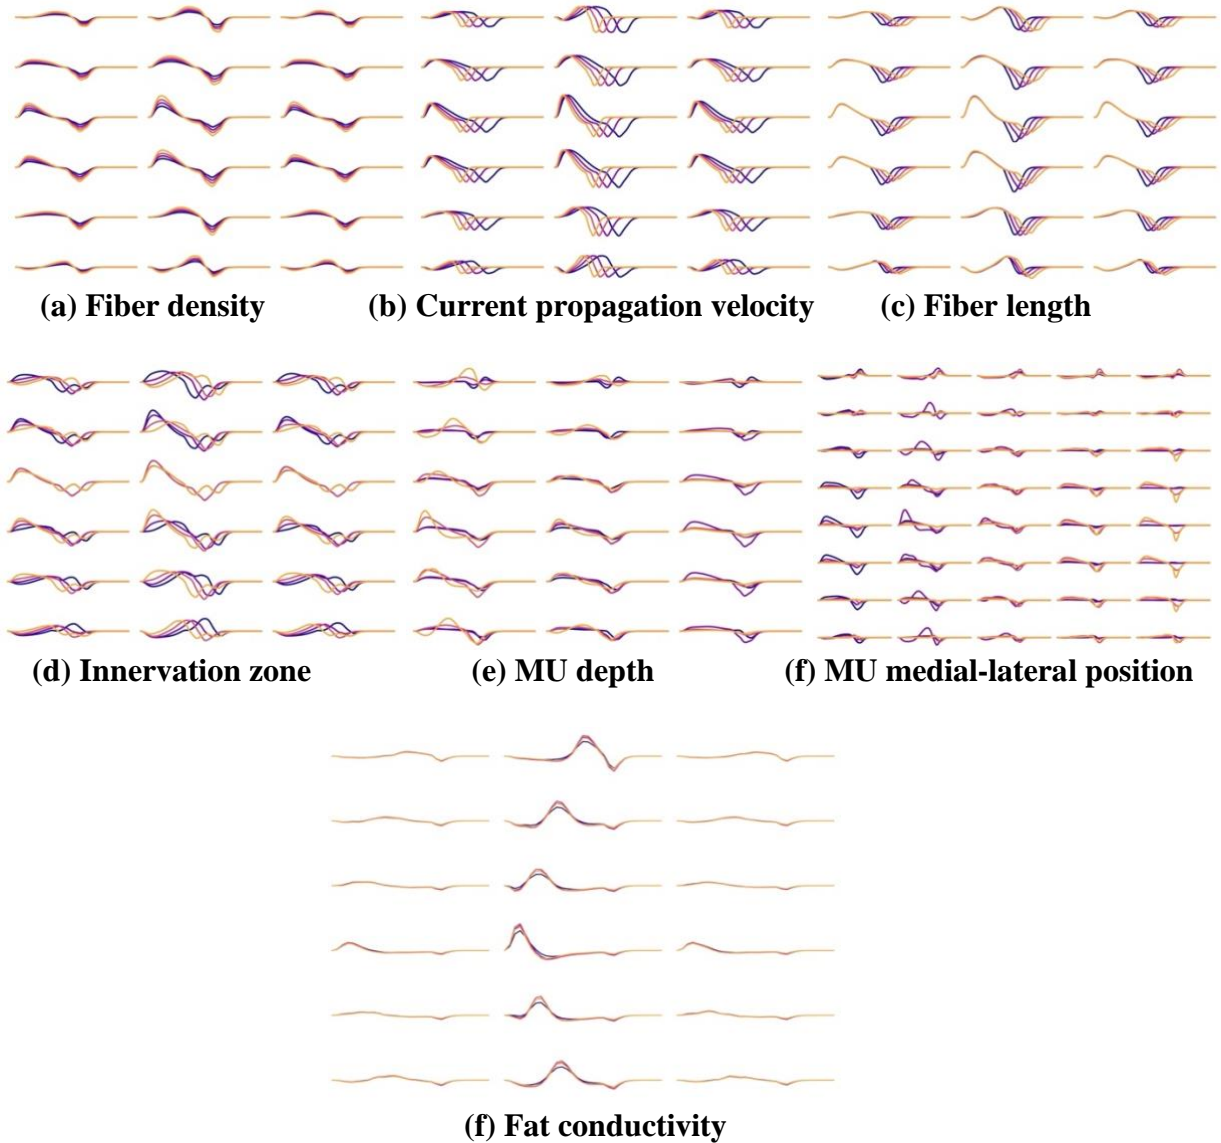 (a) Fiber density
(b) Current propagation velocity
(c) Fiber length
(d) Innervation zone
(e) MU depth
(f) MU medial-lateral position
(f) Fat conductivity